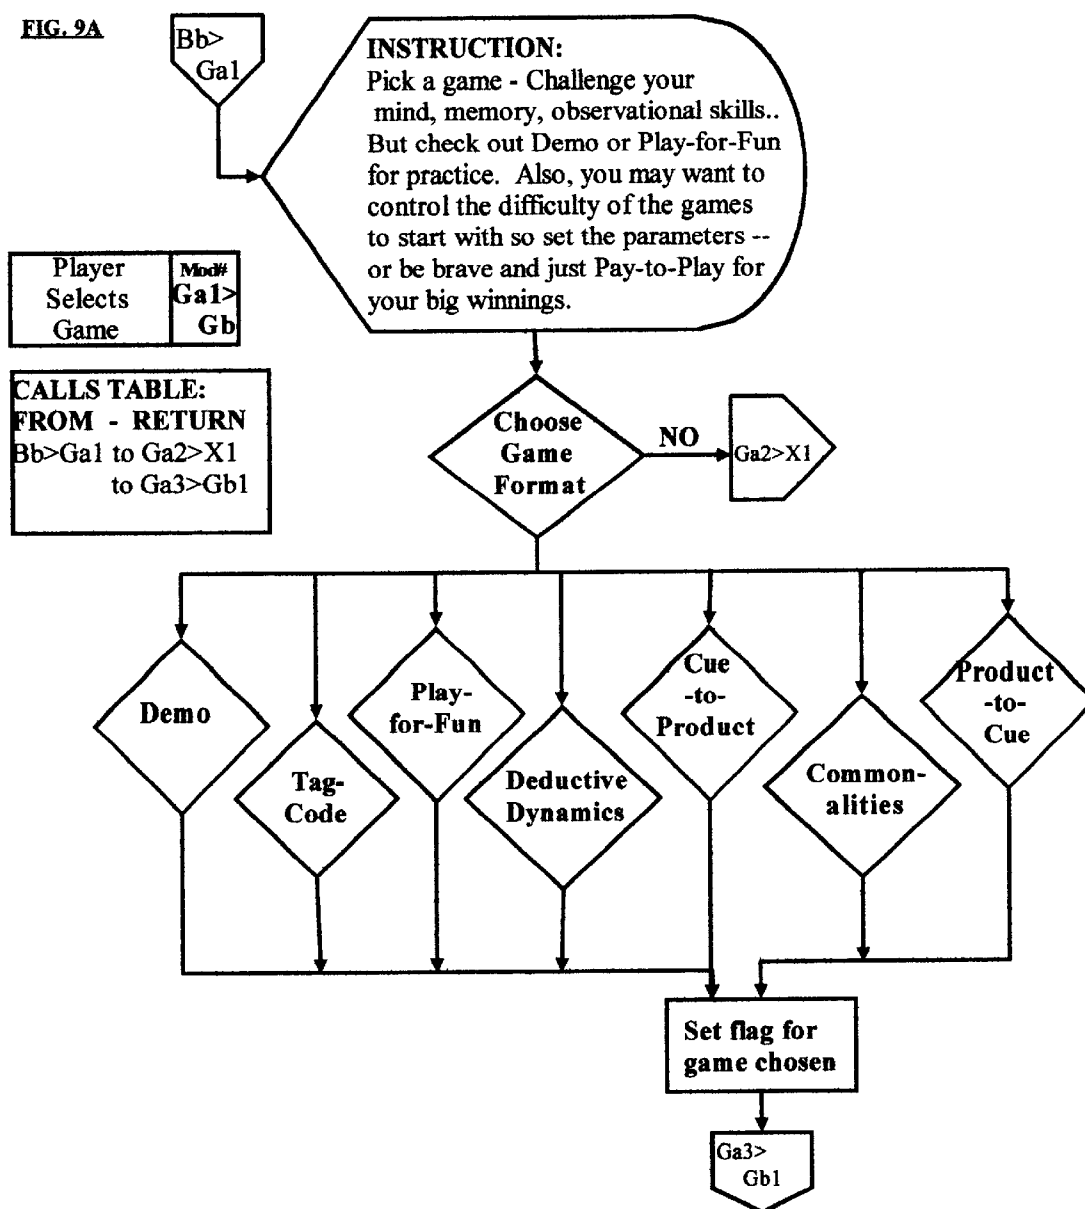 FIG. 9A
Bb>
Ga1
INSTRUCTION:
Pick a game - Challenge your
mind, memory, observational skills..
But check out Demo or Play-for-Fun
for practice.  Also, you may want to
control the difficulty of the games
to start with so set the parameters --
or be brave and just Pay-to-Play for
your big winnings.
Player
Selects
Game
Mod#
Ga1>
Gb
CALLS TABLE:
FROM - RETURN
Bb>Ga1 to Ga2>X1
to Ga3>Gb1
Choose
Game
Format
NO
Ga2>X1
Demo
Tag-
Code
Play-
for-Fun
Deductive
Dynamics
Cue
-to-
Product
Common-
alities
Product
-to-
Cue
Set flag for
game chosen
Ga3>
Gb1